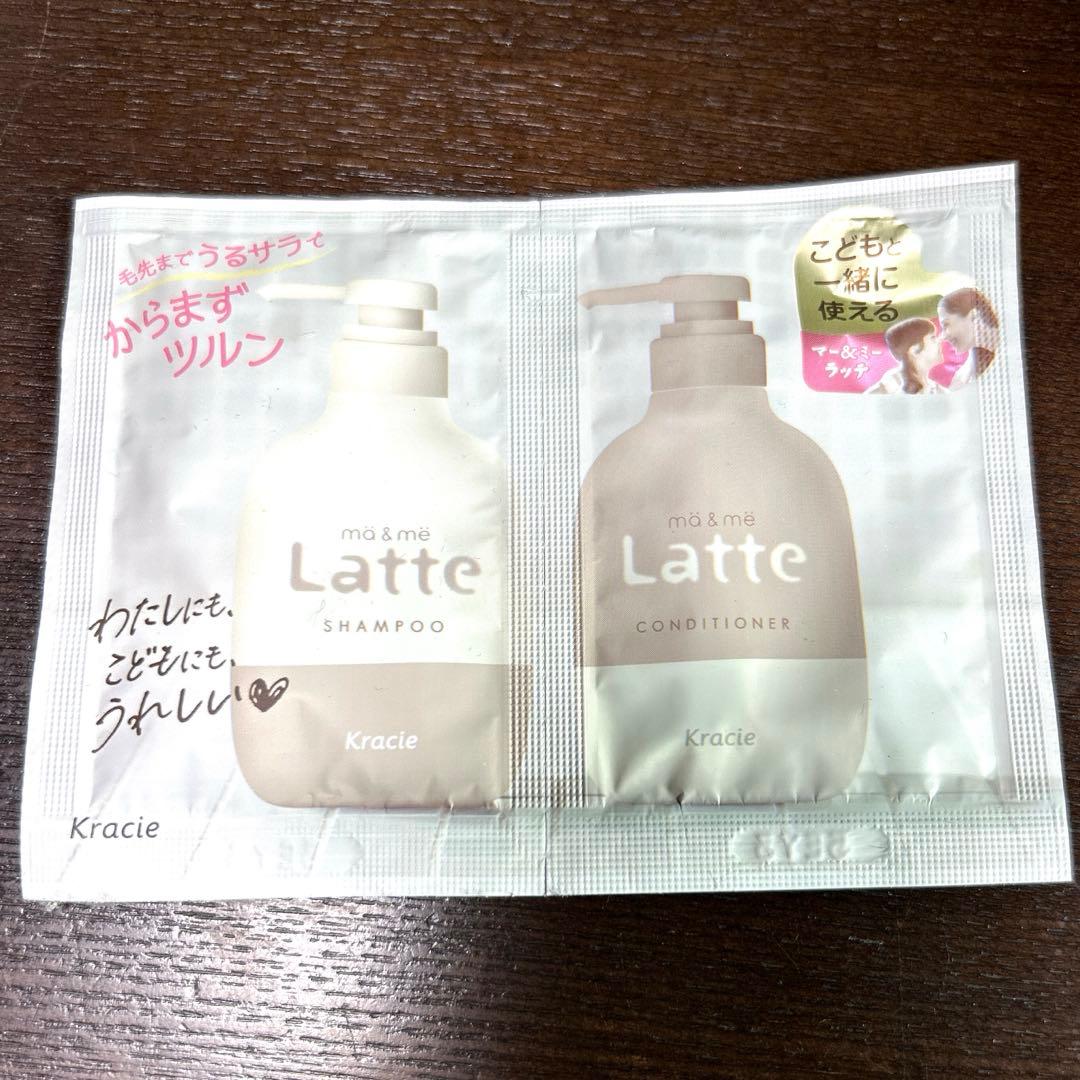 毛先までうるサラで
からまず
ツルン
こどもと
一緒に
使える
マー&ミー
ラッテ
mä & më
Latte
SHAMPOO
Kracie
mä & më
Latte
CONDITIONER
Kracie
わたしにも、
こどもにも、
うれしい♥
Kracie